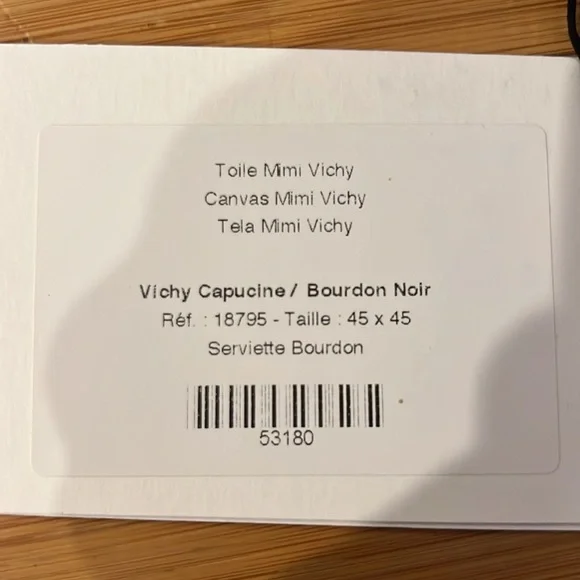 Toile Mimi Vichy
Canvas Mimi Vichy
Tela Mimi Vichy
Vichy Capucine / Bourdon Noir
Réf. : 18795 - Taille : 45 x 45
Serviette Bourdon
53180